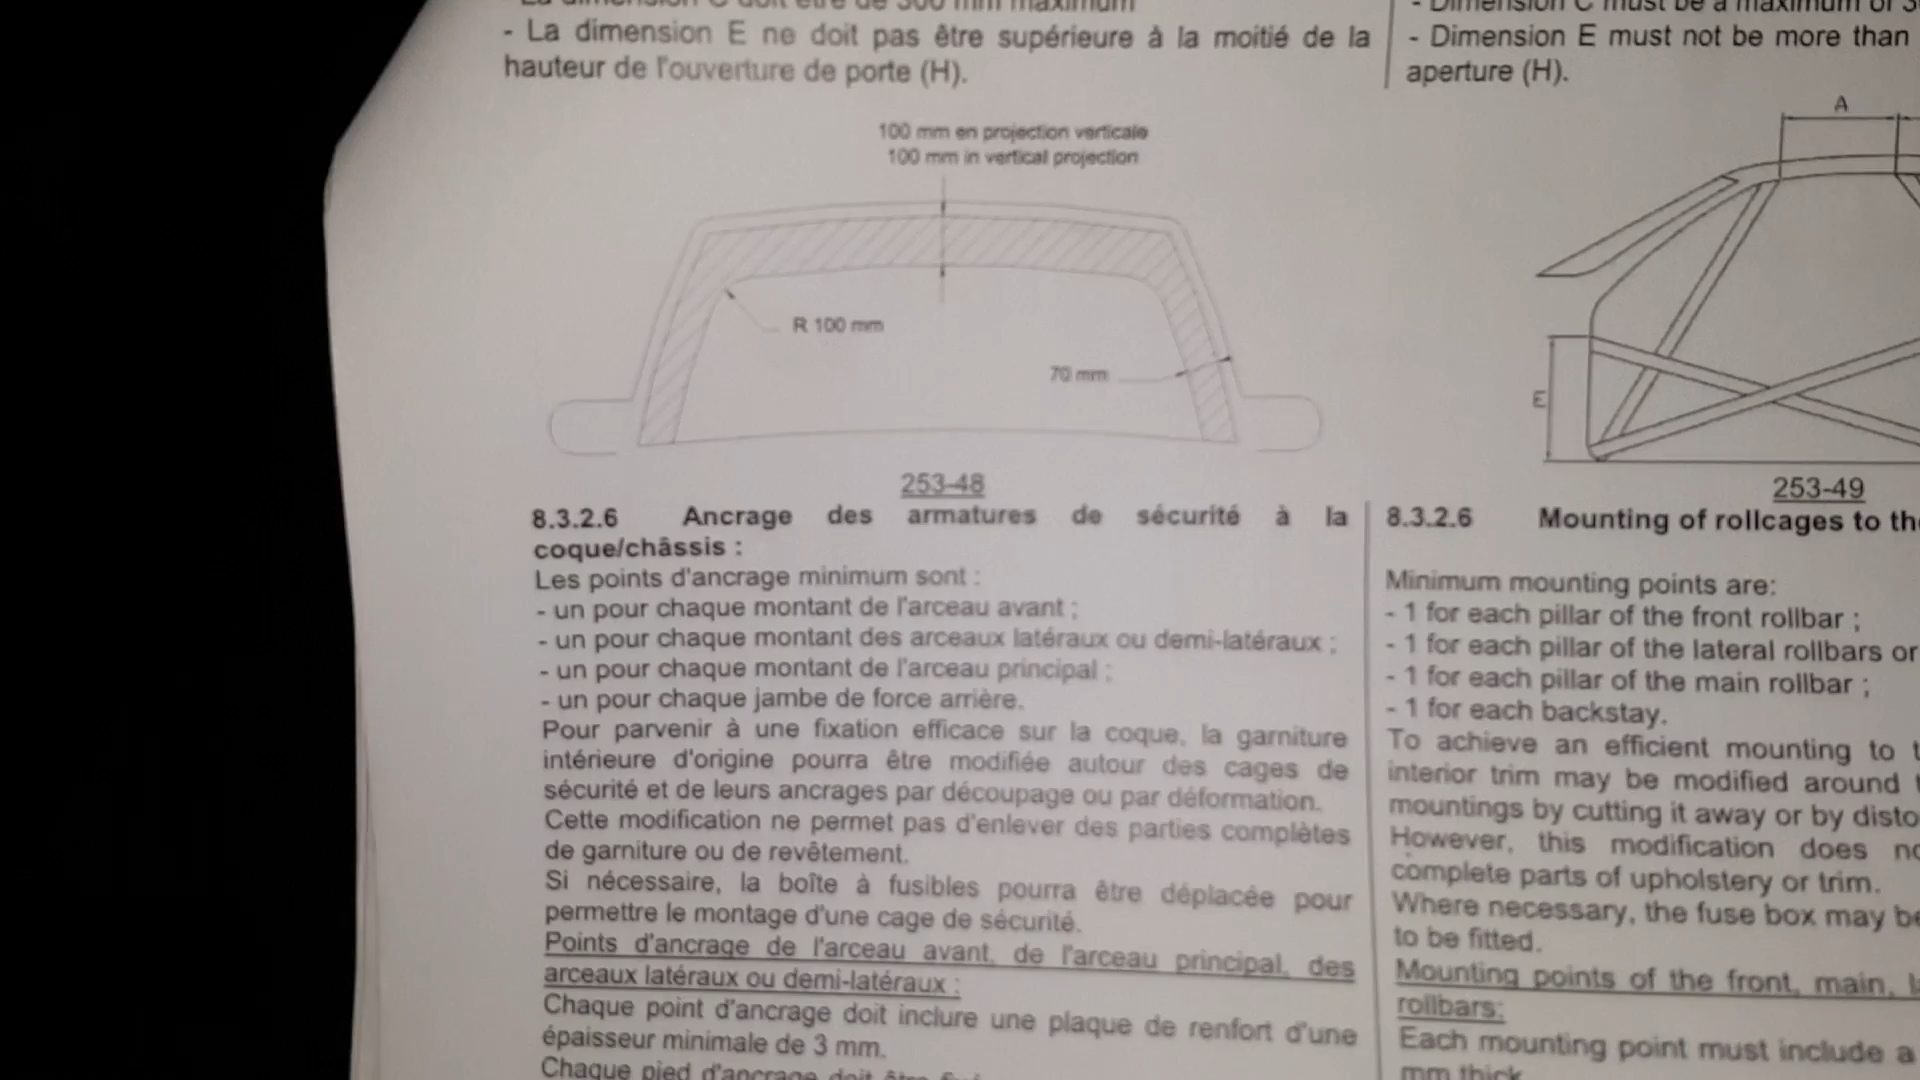 - La dimension E ne doit pas être supérieure à la moitié de la
hauteur de l'ouverture de porte (H).
100 mm en projection verticale
100 mm in vertical projection
R 100 mm
70 mm
253-48
8.3.2.6 Ancrage des armatures de sécurité à la
coque/châssis :
Les points d'ancrage minimum sont :
- un pour chaque montant de l'arceau avant ;
- un pour chaque montant des arceaux latéraux ou demi-latéraux ;
- un pour chaque montant de l'arceau principal ;
- un pour chaque jambe de force arrière.
Pour parvenir à une fixation efficace sur la coque, la garniture
intérieure d'origine pourra être modifiée autour des cages de
sécurité et de leurs ancrages par découpage ou par déformation.
Cette modification ne permet pas d'enlever des parties complètes
de garniture ou de revêtement.
Si nécessaire, la boîte à fusibles pourra être déplacée pour
permettre le montage d'une cage de sécurité.
Points d'ancrage de l'arceau avant, de l'arceau principal, des
arceaux latéraux ou demi-latéraux :
Chaque point d'ancrage doit inclure une plaque de renfort d'une
épaisseur minimale de 3 mm.
Chaque pied d'ancrage doit être
- Dimension C must be a maximum of
- Dimension E must not be more than
aperture (H).
A
E
253-49
8.3.2.6 Mounting of rollcages to
Minimum mounting points are:
- 1 for each pillar of the front rollbar ;
- 1 for each pillar of the lateral rollbars or
- 1 for each pillar of the main rollbar ;
- 1 for each backstay.
To achieve an efficient mounting to
interior trim may be modified around
mountings by cutting it away or by
However, this modification does
complete parts of upholstery or trim.
Where necessary, the fuse box may
to be fitted.
Mounting points of the front, main,
rollbars:
Each mounting point must include a
mm thick